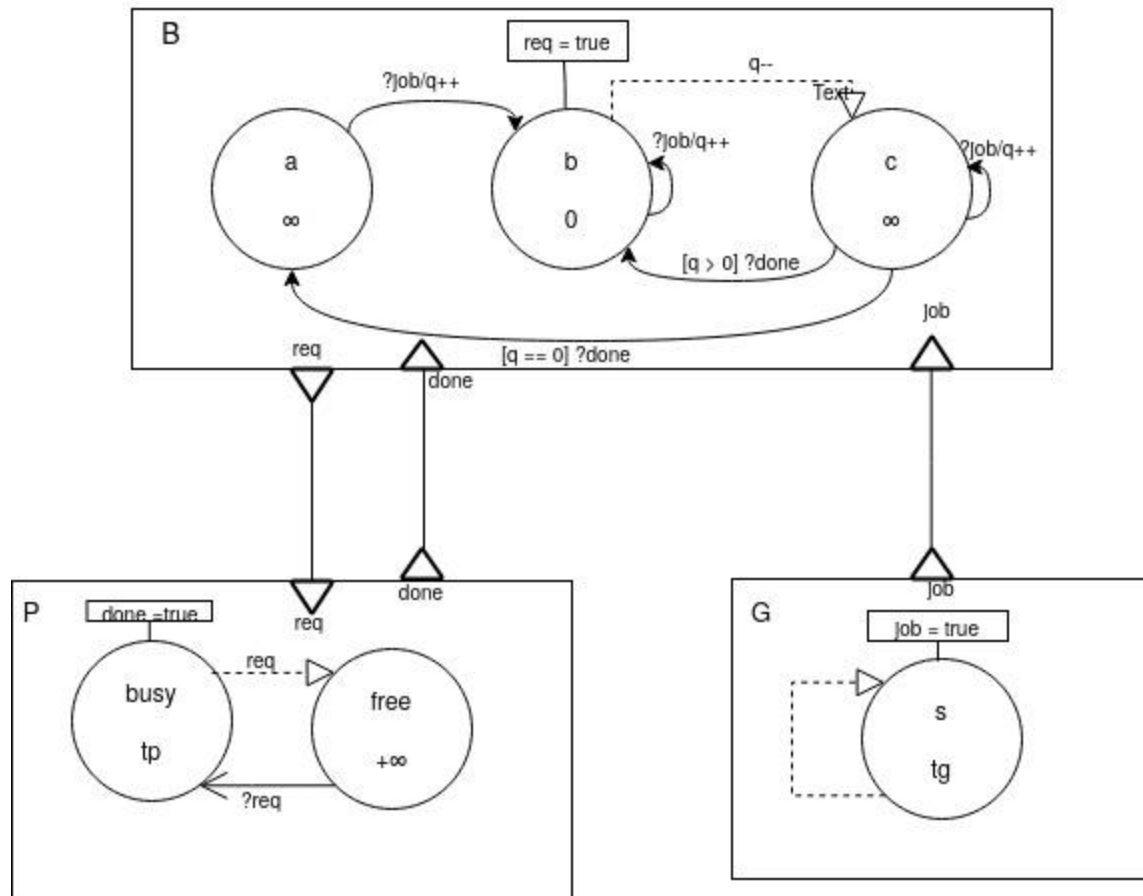 B
req = true
q--
?job/q++
Text
?job/q++
?job/q++
a
b
c
∞
0
∞
[q > 0] ?done
job
req
[q == 0] ?done
done
done
job
req
P
done =true
G
job = true
req
busy
free
s
tp
+∞
tg
?req